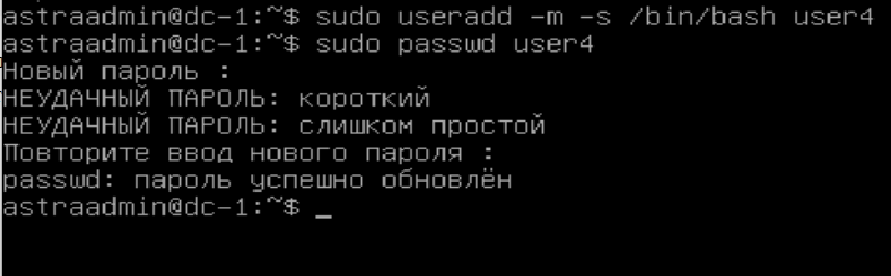 astraadmin@dc-1:~$ sudo useradd -m -s /bin/bash user4
astraadmin@dc-1:~$ sudo passwd user4
Новый пароль :
НЕУДАЧНЫЙ ПАРОЛЬ: короткий
НЕУДАЧНЫЙ ПАРОЛЬ: слишком простой
Повторите ввод нового пароля :
passwd: пароль успешно обновлён
astraadmin@dc-1:~$ _